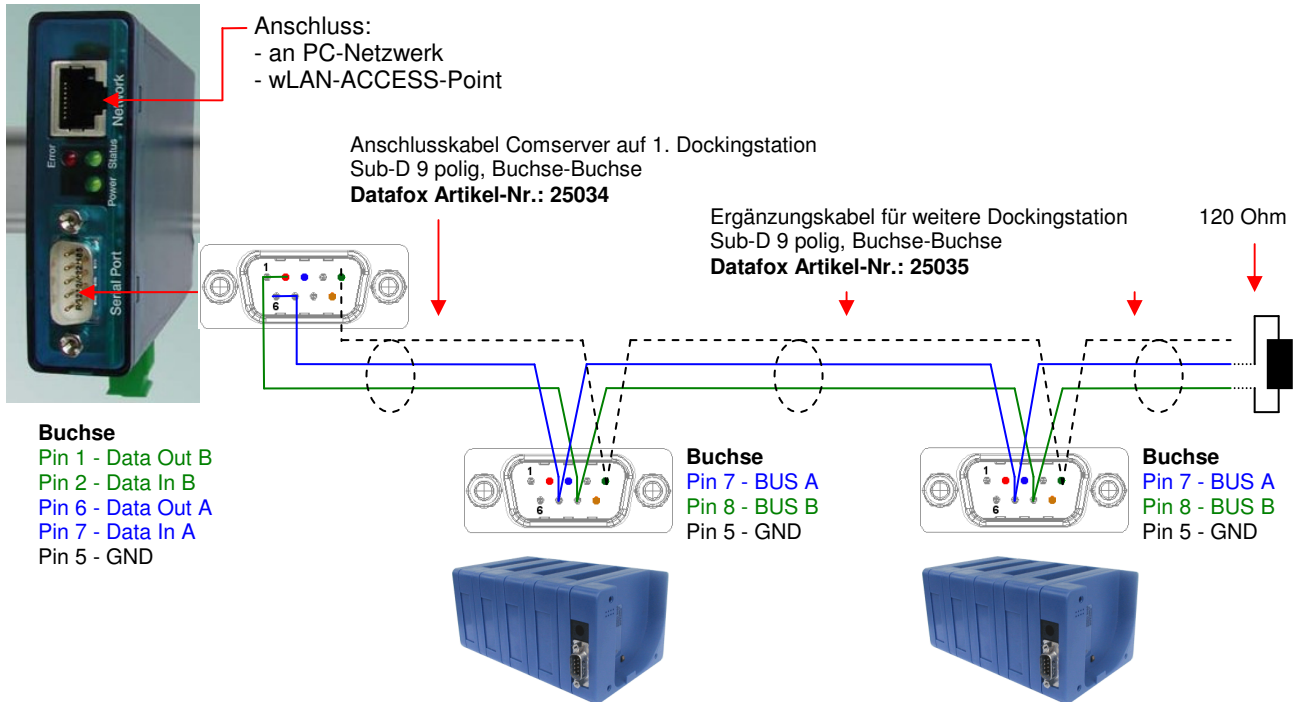 Anschluss:
- an PC-Netzwerk
- wLAN-ACCESS-Point
Network
Error
Status
Power
Serial Port
Anschlusskabel Comserver auf 1. Dockingstation
Sub-D 9 polig, Buchse-Buchse
Datafox Artikel-Nr.: 25034
Ergänzungskabel für weitere Dockingstation
Sub-D 9 polig, Buchse-Buchse
Datafox Artikel-Nr.: 25035
120 Ohm
1
6
Buchse
Pin 1 - Data Out B
Pin 2 - Data In B
Pin 6 - Data Out A
Pin 7 - Data In A
Pin 5 - GND
1
6
Buchse
Pin 7 - BUS A
Pin 8 - BUS B
Pin 5 - GND
1
6
Buchse
Pin 7 - BUS A
Pin 8 - BUS B
Pin 5 - GND